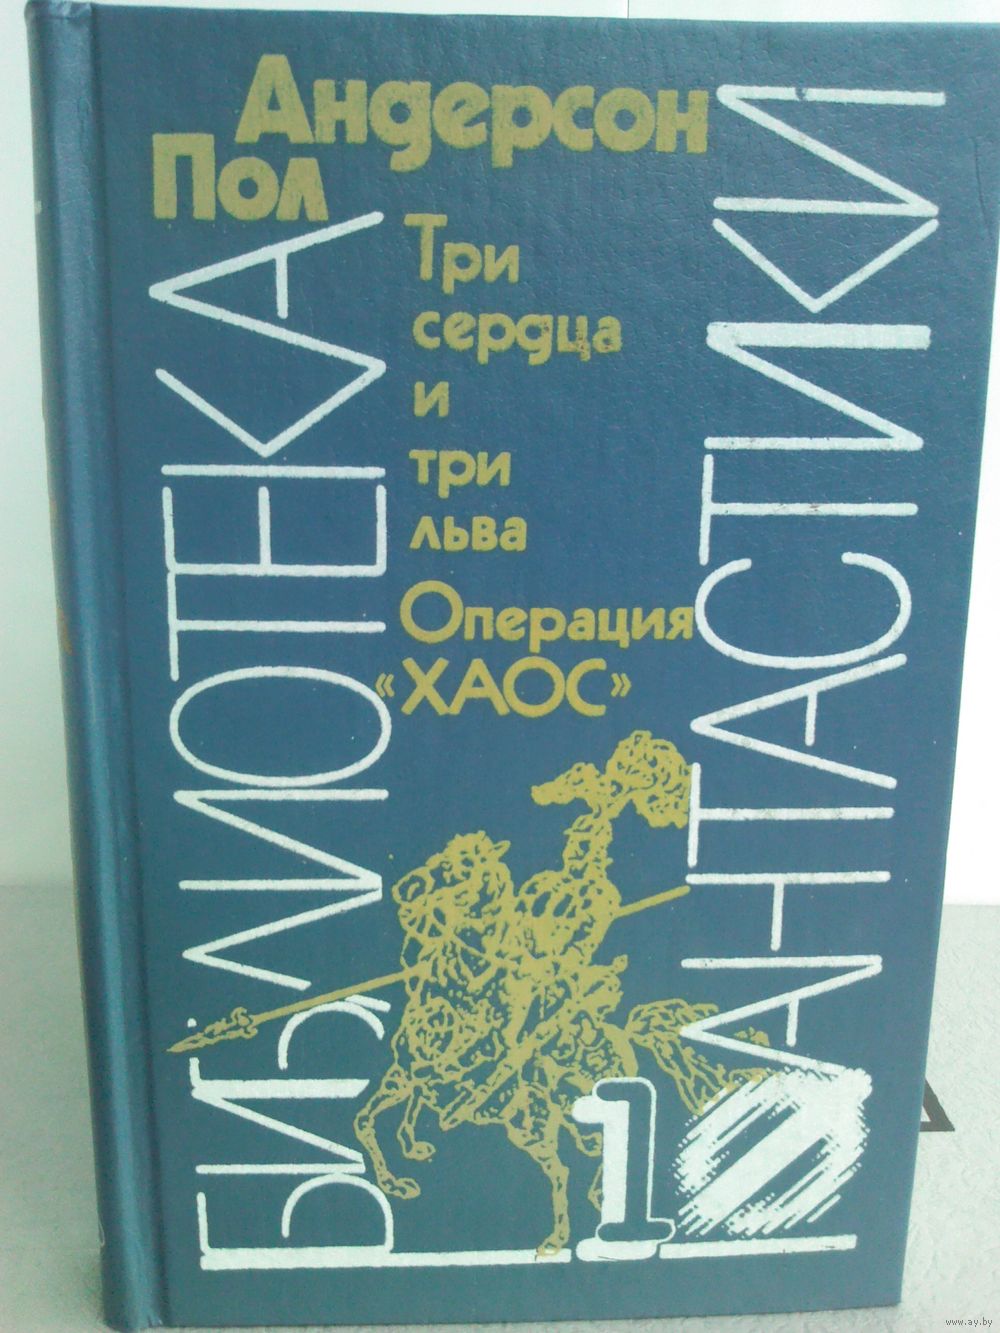 Андерсон
Пол
Три
сердца
и
три
льва
Операция
«ХАОС»
БИБЛИОТЕКА
ФАНТАСТИКИ
10
www.ay.by